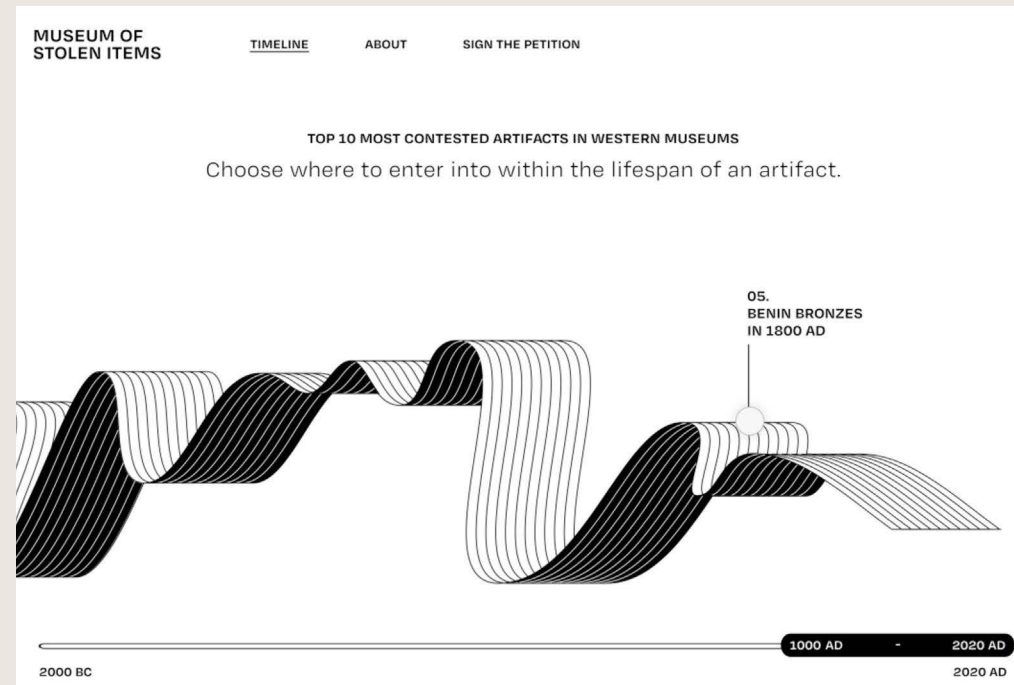 MUSEUM OF
STOLEN ITEMS
TIMELINE
ABOUT
SIGN THE PETITION
TOP 10 MOST CONTESTED ARTIFACTS IN WESTERN MUSEUMS
Choose where to enter into within the lifespan of an artifact.
05.
BENIN BRONZES
IN 1800 AD
1000 AD - 2020 AD
2000 BC
2020 AD